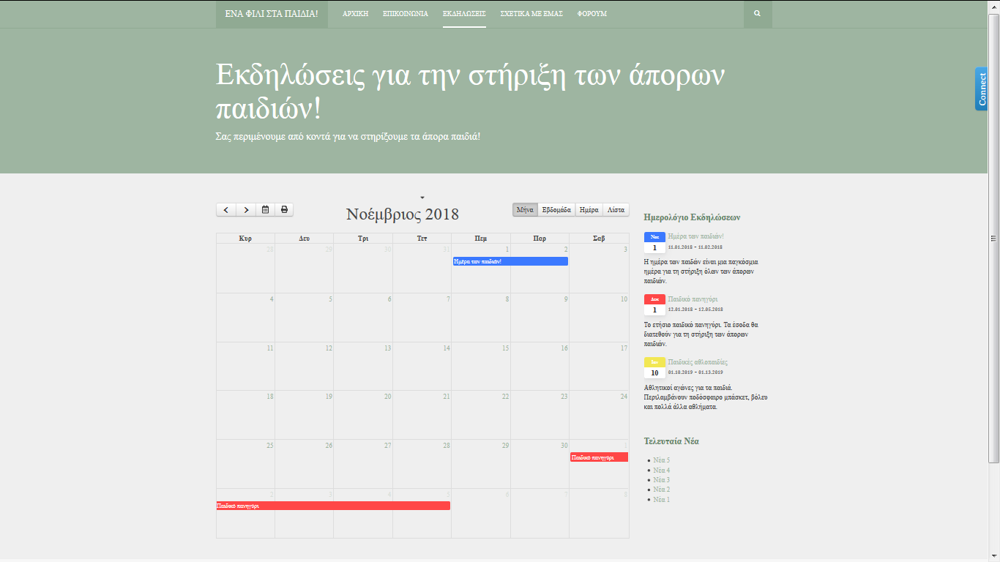 ΕΝΑ ΦΙΛΙ ΣΤΑ ΠΑΙΔΙΑ! ΑΡΧΙΚΗ ΕΠΙΚΟΙΝΩΝΙΑ ΕΚΔΗΛΩΣΕΙΣ ΣΧΕΤΙΚΑ ΜΕ ΕΜΑΣ ΦΟΡΟΥΜ
Εκδηλώσεις για την στήριξη των άπορων
παιδιών!
Σας περιμένουμε από κοντά για να στηρίξουμε τα άπορα παιδιά!
Connect
Νοέμβριος 2018
Μήνα Εβδομάδα Ημέρα Λίστα
Κυρ Δευ Τρι Τετ Πεμ Παρ Σαβ
28 29 30 31 1 2 3
Ημέρα των παιδιών!
4 5 6 7 8 9 10
11 12 13 14 15 16 17
18 19 20 21 22 23 24
25 26 27 28 29 30 1
Παιδικό πανηγύρι
2 3 4 5 6 7 8
Παιδικό πανηγύρι
Ημερολόγιο Εκδηλώσεων
Νοε Ημέρα των παιδιών!
1 11.01.2018 - 11.02.2018
Η ημέρα των παιδών είναι μια παγκόσμια
ημέρα για τη στήριξη όλων των άπορων
παιδιών.
Δεκ Παιδικό πανηγύρι
1 12.01.2018 - 12.05.2018
Το ετήσιο παιδικό πανηγύρι. Τα έσοδα θα
διατεθούν για τη στήριξη των άπορων
παιδιών.
Ιαν Παιδικές αθλοπαιδίες
10 01.10.2019 - 01.13.2019
Αθλητικοί αγώνες για τα παιδιά.
Περιλαμβάνουν ποδόσφαιρο μπάσκετ, βόλευ
και πολλά άλλα αθλήματα.
Τελευταία Νέα
Νέα 5
Νέα 4
Νέα 3
Νέα 2
Νέα 1